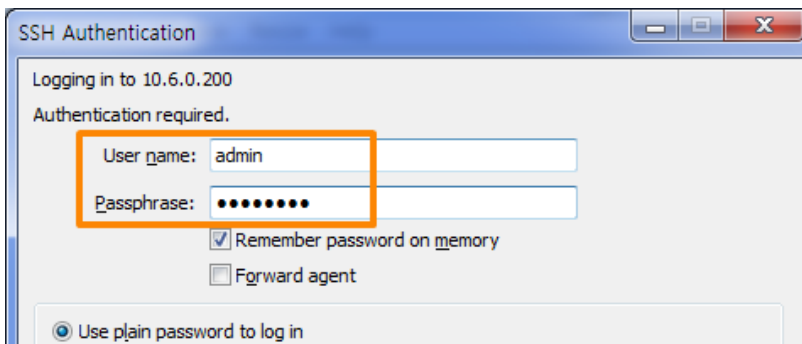 SSH Authentication
Logging in to 10.6.0.200
Authentication required.
User name: admin
Passphrase: ●●●●●●●●
Remember password on memory
Forward agent
Use plain password to log in